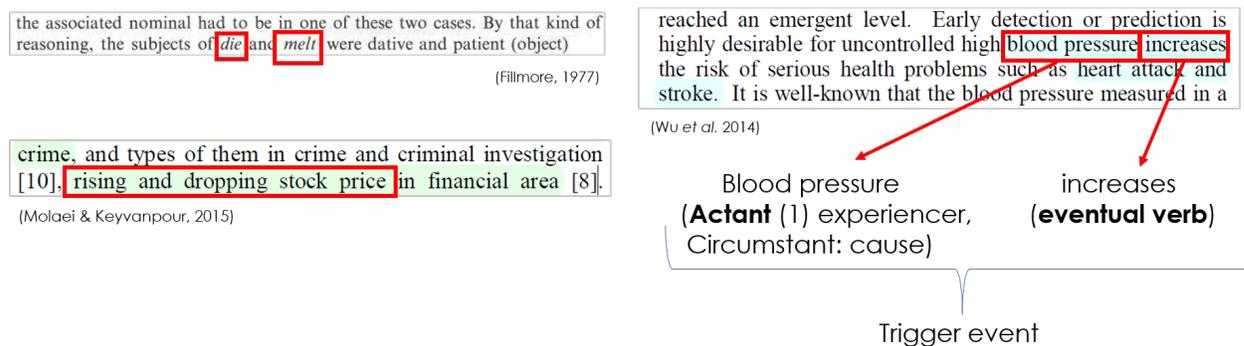 the associated nominal had to be in one of these two cases. By that kind of
reasoning, the subjects of die and melt were dative and patient (object)
(Fillmore, 1977)
crime, and types of them in crime and criminal investigation
[10], rising and dropping stock price in financial area [8].
(Molaei & Keyvanpour, 2015)
reached an emergent level. Early detection or prediction is
highly desirable for uncontrolled high blood pressure increases
the risk of serious health problems such as heart attack and
stroke. It is well-known that the blood pressure measured in a
(Wu et al. 2014)
Blood pressure
(Actant (1) experiencer,
Circumstant: cause)
increases
(eventual verb)
Trigger event